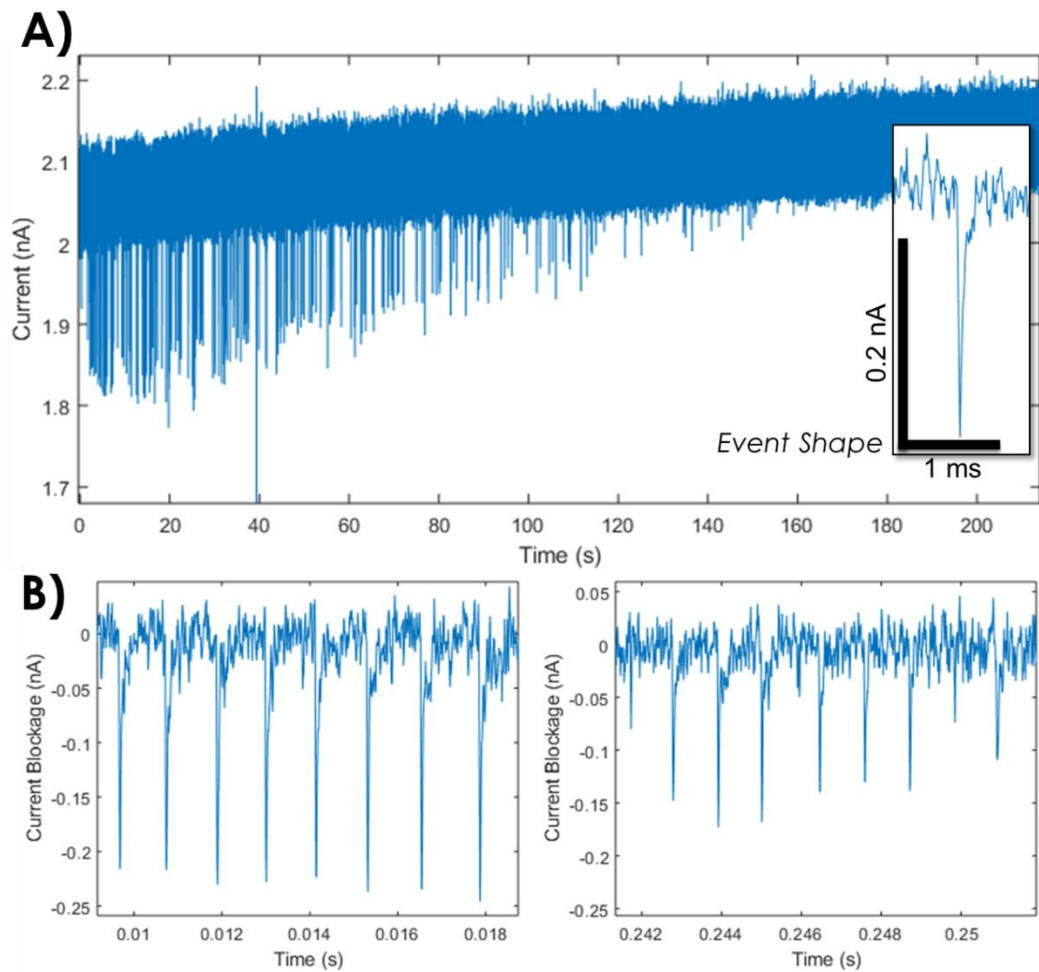 A)
2.2
2.1
2
1.9
1.8
1.7
Current (nA)
0 20 40 60 80 100 120 140 160 180 200
Time (s)
0.2 nA
Event Shape
1 ms
B)
0
-0.05
-0.1
-0.15
-0.2
-0.25
Current Blockage (nA)
0.01 0.012 0.014 0.016 0.018
Time (s)
0.05
0
-0.05
-0.1
-0.15
-0.2
-0.25
Current Blockage (nA)
0.242 0.244 0.246 0.248 0.25
Time (s)